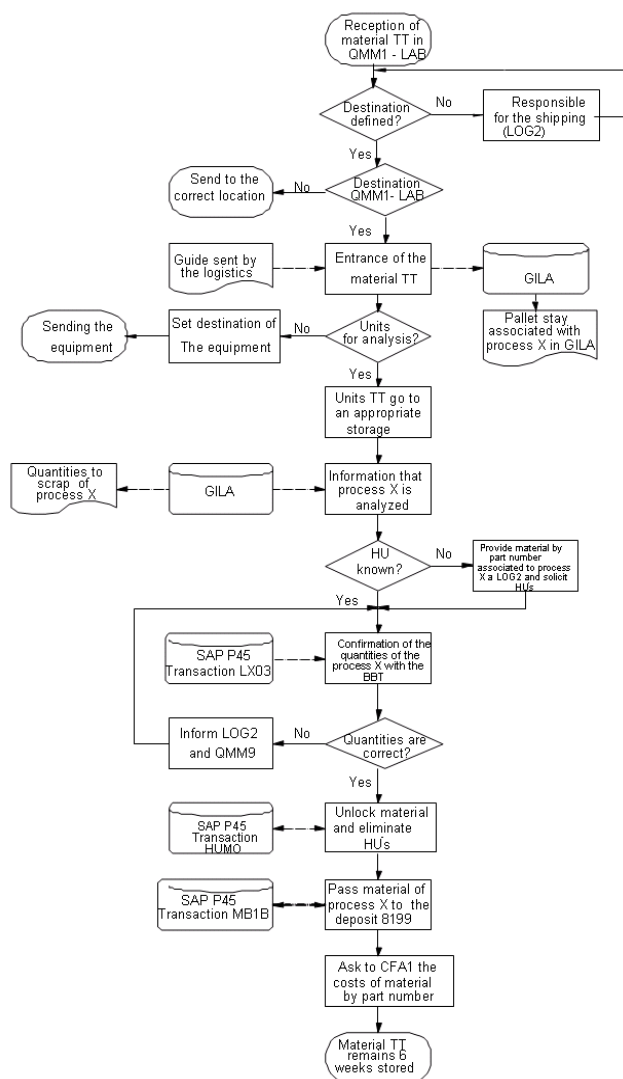 Reception of
material TT in
QMM1 - LAB
Destination
defined?
No
Responsible
for the shipping
(LOG2)
Yes
Send to the
correct location
No
Destination
QMM1- LAB
Yes
Guide sent by
the logistics
Entrance of the
material TT
GILA
Sending the
equipment
Set destination of
The equipment
No
Units
for analysis?
Pallet stay
associated with
process X in GILA
Yes
Units TT go to
an appropriate
storage
Quantities to
scrap of
process X
GILA
Information that
process X is
analyzed
HU
known?
No
Provide material by
part number
associated to process
X a LOG2 and solicit
HU's
Yes
SAP P45
Transaction LX03
Confirmation of the
quantities of the
process X with the
BBT
Inform LOG2
and QMM9
No
Quantities are
correct?
Yes
SAP P45
Transaction
HUMO
Unlock material
and eliminate
HU's
SAP P45
Transaction MB1B
Pass material of
process X to the
deposit 8199
Ask to CFA1 the
costs of material
by part number
Material TT
remains 6
weeks stored